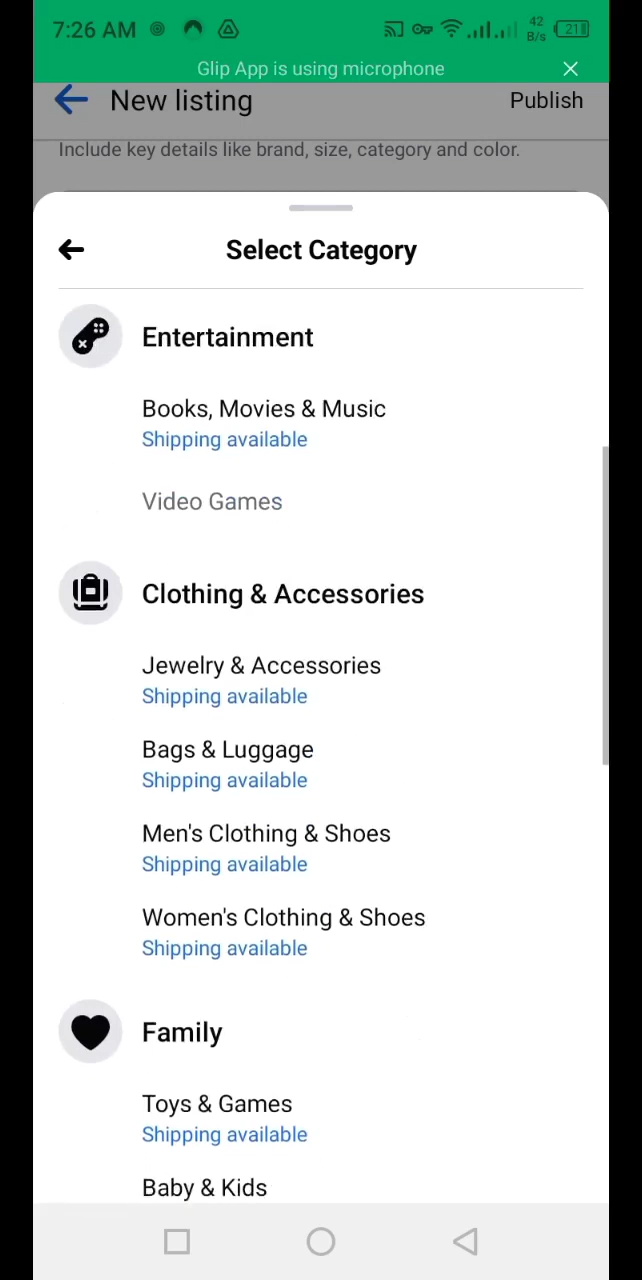 7:26 AM
42
B/s
21
Glip App is using microphone
New listing
Publish
Include key details like brand, size, category and color.
Select Category
Entertainment
Books, Movies & Music
Shipping available
Video Games
Clothing & Accessories
Jewelry & Accessories
Shipping available
Bags & Luggage
Shipping available
Men's Clothing & Shoes
Shipping available
Women's Clothing & Shoes
Shipping available
Family
Toys & Games
Shipping available
Baby & Kids